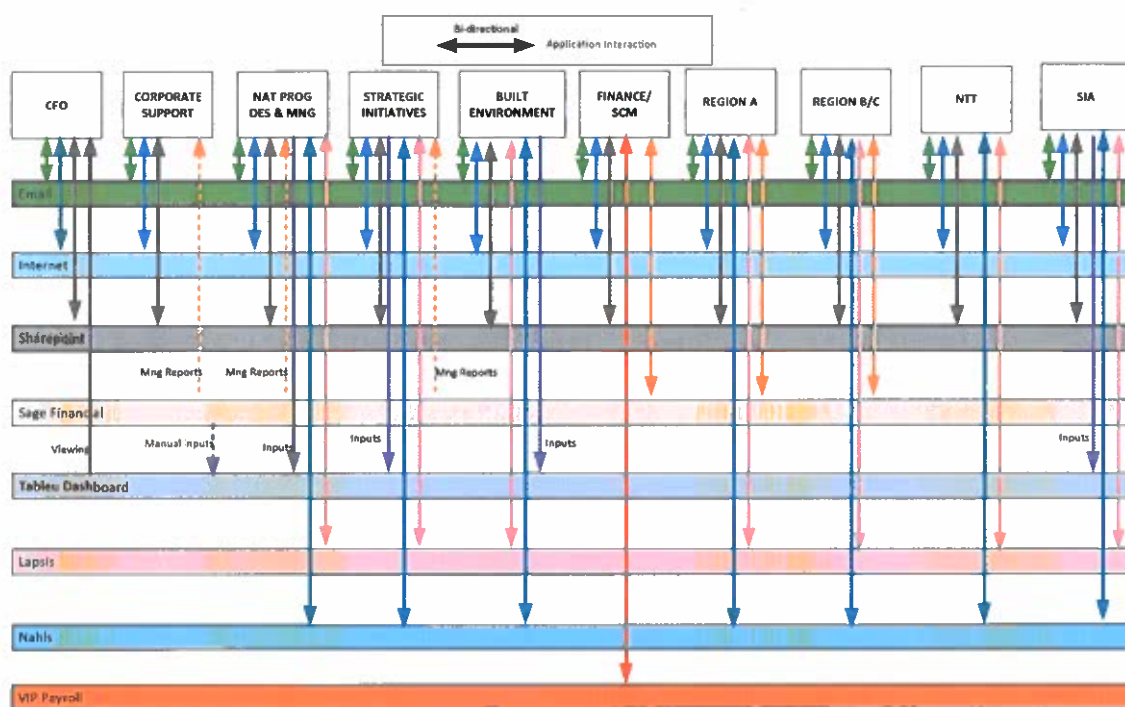 Bi-directional
Application Interaction
CFO
CORPORATE
SUPPORT
NAT PROG
DES & MNG
STRATEGIC
INITIATIVES
BUILT
ENVIRONMENT
FINANCE/
SCM
REGION A
REGION B/C
NTT
SIA
Email
Internet
Sharepoint
Mng Reports
Mng Reports
Mng Reports
Sage Financial
Viewing
Manual Inputs
Inputs
Inputs
Inputs
Inputs
Tableu Dashboard
Lapsis
Nahls
VIP Payroll